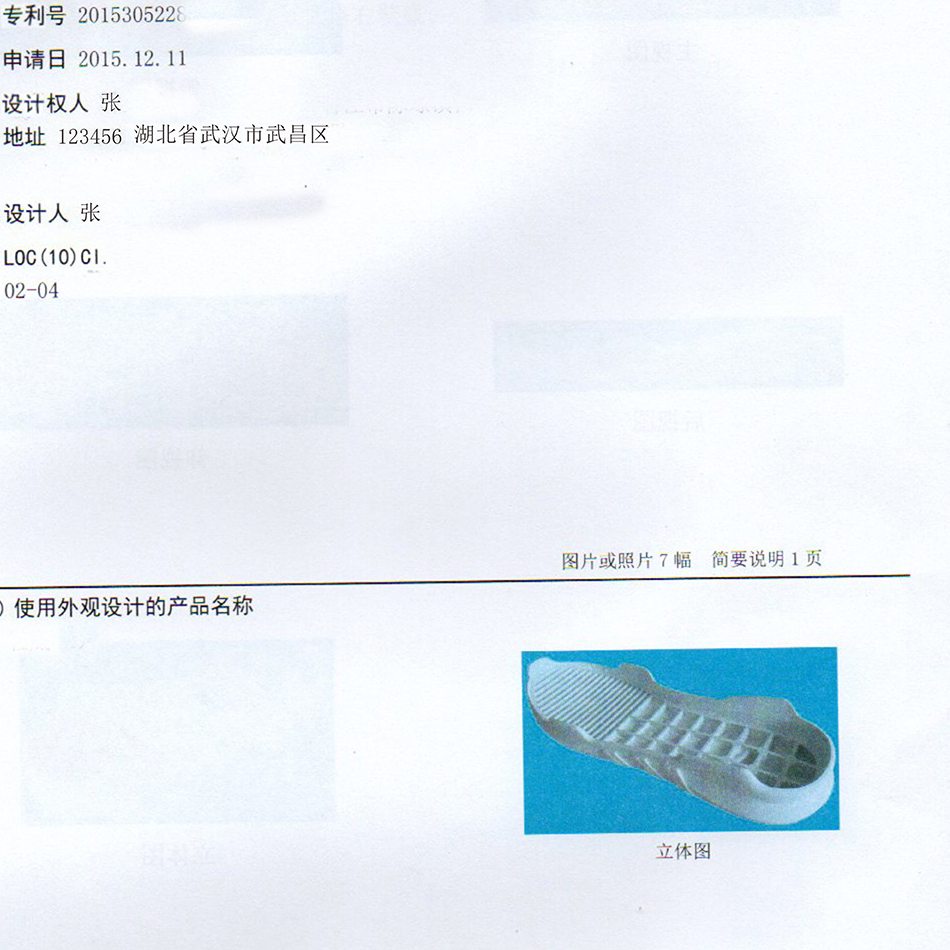 专利号 2015305228
申请日 2015.12.11
设计权人 张
地址 123456 湖北省武汉市武昌区
设计人 张
LOC(10)Cl.
02-04
图片或照片 7 幅 简要说明 1 页
) 使用外观设计的产品名称
立体图